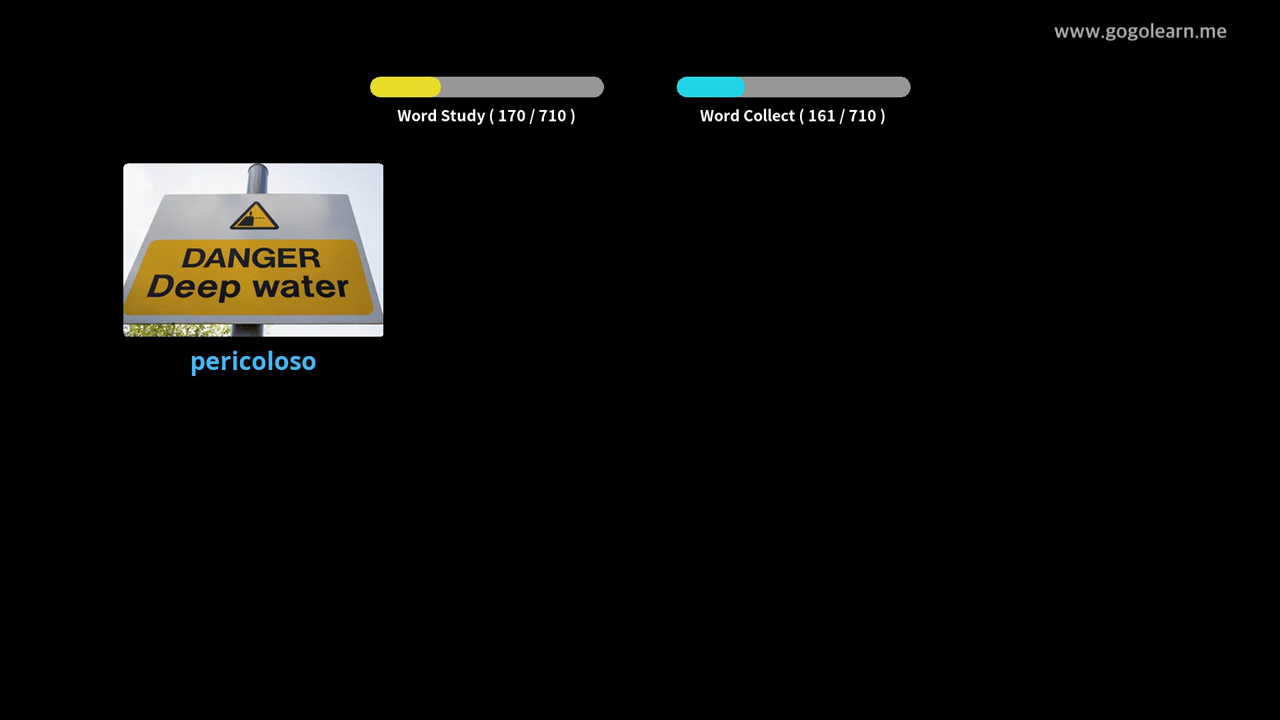 www.gogolearn.me
Word Study ( 170 / 710 )
Word Collect ( 161 / 710 )
DANGER
Deep water
pericoloso